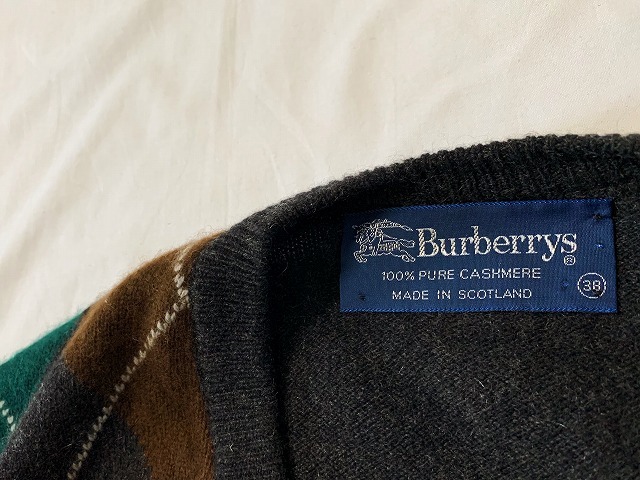 Burberrys®
100% PURE CASHMERE
MADE IN SCOTLAND
38